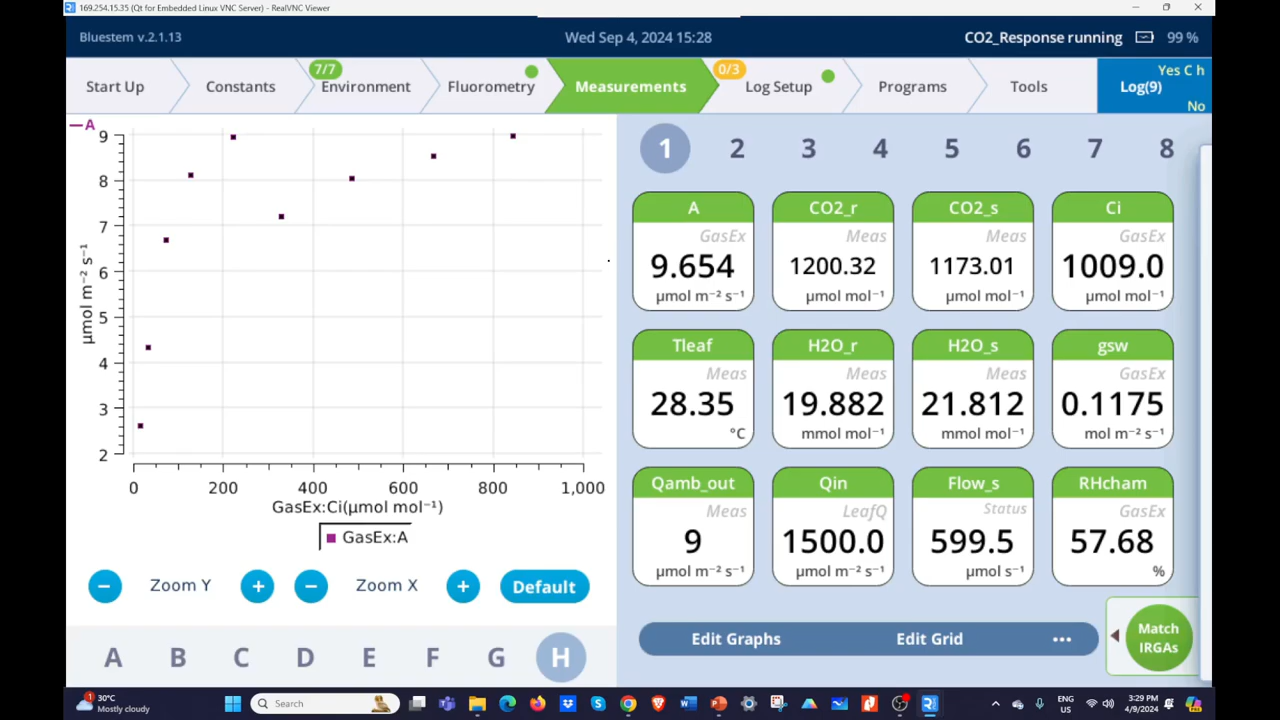 169.254.15.35 (Qt for Embedded Linux VNC Server) - RealVNC Viewer
Bluestem v.2.1.13
Wed Sep 4, 2024 15:28
CO2_Response running
99 %
Start Up
Constants
7/7
Environment
Fluorometry
Measurements
0/3
Log Setup
Programs
Tools
Yes C h
Log(9)
No
A
9
8
7
6
5
4
3
2
μmol m⁻² s⁻¹
0 200 400 600 800 1,000
GasEx:Ci(μmol mol⁻¹)
GasEx:A
Zoom Y
Zoom X
Default
A B C D E F G H
1 2 3 4 5 6 7 8
A CO2_r CO2_s Ci
GasEx Meas Meas GasEx
9.654 1200.32 1173.01 1009.0
μmol m⁻² s⁻¹ μmol mol⁻¹ μmol mol⁻¹ μmol mol⁻¹
Tleaf H2O_r H2O_s gsw
Meas Meas Meas GasEx
28.35 19.882 21.812 0.1175
°C mmol mol⁻¹ mmol mol⁻¹ mol m⁻² s⁻¹
Qamb_out Qin Flow_s RHcham
Meas LeafQ Status GasEx
9 1500.0 599.5 57.68
μmol m⁻² s⁻¹ μmol m⁻² s⁻¹ μmol s⁻¹ %
Edit Graphs
Edit Grid
•••
Match
IRGAs
1
30°C
Mostly cloudy
Search
ENG
US
3:29 PM
4/9/2024